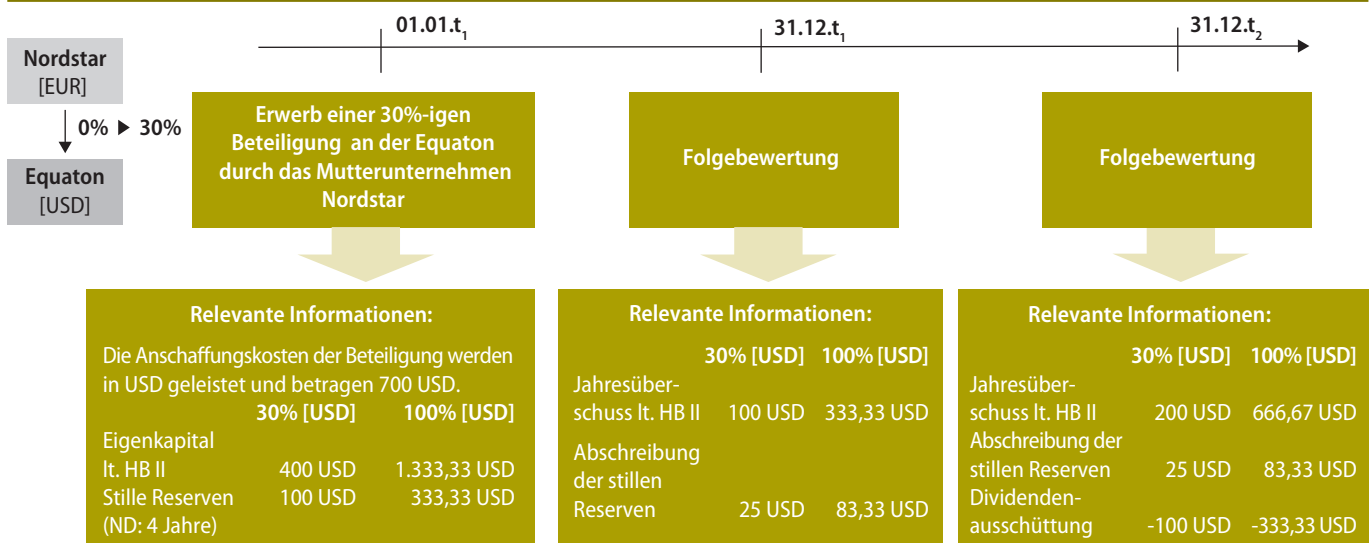 01.01.t1
31.12.t1
31.12.t2
Nordstar
[EUR]
0% ▶ 30%
Equaton
[USD]
Erwerb einer 30%-igen
Beteiligung an der Equaton
durch das Mutterunternehmen
Nordstar
Folgebewertung
Folgebewertung
Relevante Informationen:
Die Anschaffungskosten der Beteiligung werden
in USD geleistet und betragen 700 USD.
30% [USD] 100% [USD]
Eigenkapital
lt. HB II 400 USD 1.333,33 USD
Stille Reserven 100 USD 333,33 USD
(ND: 4 Jahre)
Relevante Informationen:
30% [USD] 100% [USD]
Jahresüber-
schuss lt. HB II 100 USD 333,33 USD
Abschreibung
der stillen
Reserven 25 USD 83,33 USD
Relevante Informationen:
30% [USD] 100% [USD]
Jahresüber-
schuss lt. HB II 200 USD 666,67 USD
Abschreibung der
stillen Reserven 25 USD 83,33 USD
Dividenden-
ausschüttung -100 USD -333,33 USD